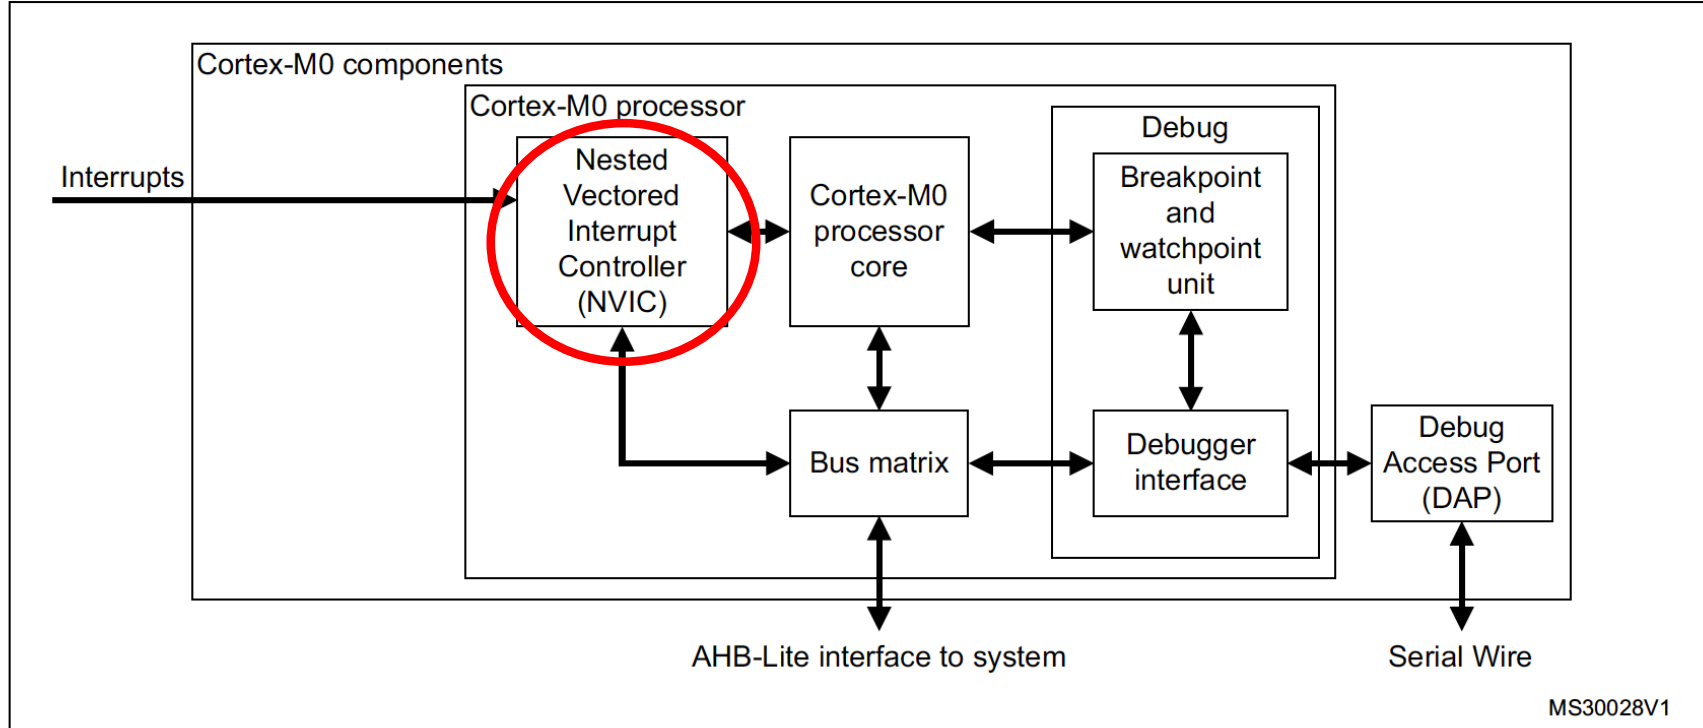 Cortex-M0 components
Cortex-M0 processor
Interrupts
Nested
Vectored
Interrupt
Controller
(NVIC)
Cortex-M0
processor
core
Debug
Breakpoint
and
watchpoint
unit
Bus matrix
Debugger
interface
Debug
Access Port
(DAP)
AHB-Lite interface to system
Serial Wire
MS30028V1